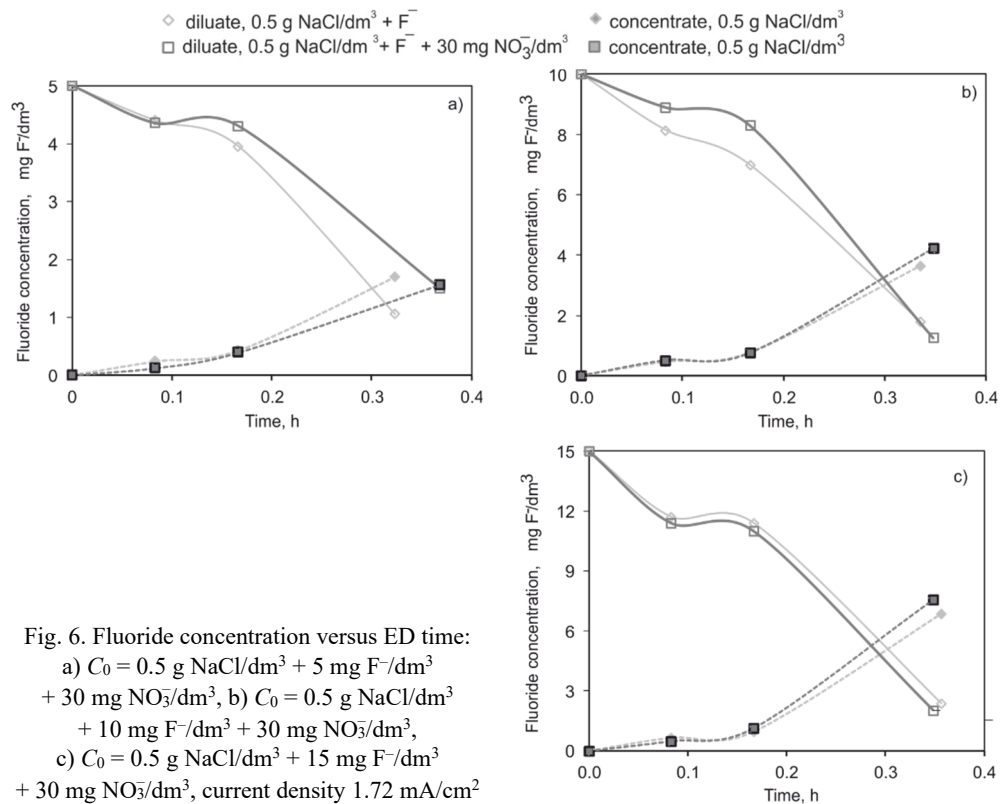 diluate, 0.5 g NaCl/dm³ + F⁻
diluate, 0.5 g NaCl/dm³+ F⁻ + 30 mg NO₃⁻/dm³
concentrate, 0.5 g NaCl/dm³
concentrate, 0.5 g NaCl/dm³
a)
Fluoride concentration, mg F⁻/dm³
5
4
3
2
1
0
0
0.1
0.2
0.3
0.4
Time, h
b)
Fluoride concentration, mg F⁻/dm³
10
8
6
4
2
0
0
0.1
0.2
0.3
0.4
Time, h
c)
Fluoride concentration, mg F⁻/dm³
15
12
9
6
3
0
0.0
0.1
0.2
0.3
0.4
Time, h
Fig. 6. Fluoride concentration versus ED time:
a) C₀ = 0.5 g NaCl/dm³ + 5 mg F⁻/dm³
+ 30 mg NO₃⁻/dm³, b) C₀ = 0.5 g NaCl/dm³
+ 10 mg F⁻/dm³ + 30 mg NO₃⁻/dm³,
c) C₀ = 0.5 g NaCl/dm³ + 15 mg F⁻/dm³
+ 30 mg NO₃⁻/dm³, current density 1.72 mA/cm²